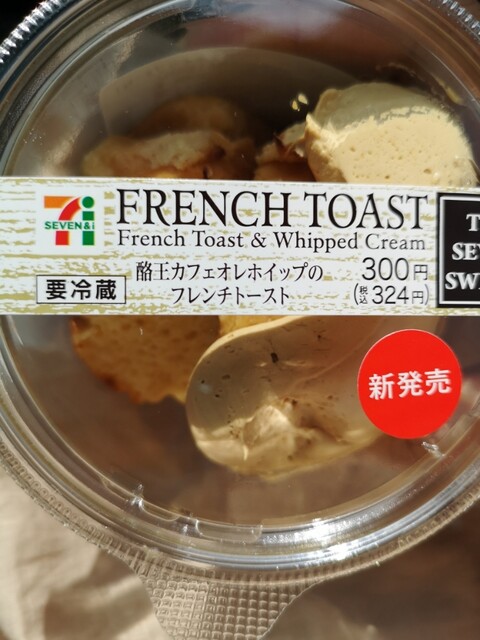 SEVEN & i
FRENCH TOAST
French Toast & Whipped Cream
酪王カフェオレホイップの
フレンチトースト
300円
(税込324円)
要冷蔵
新発売